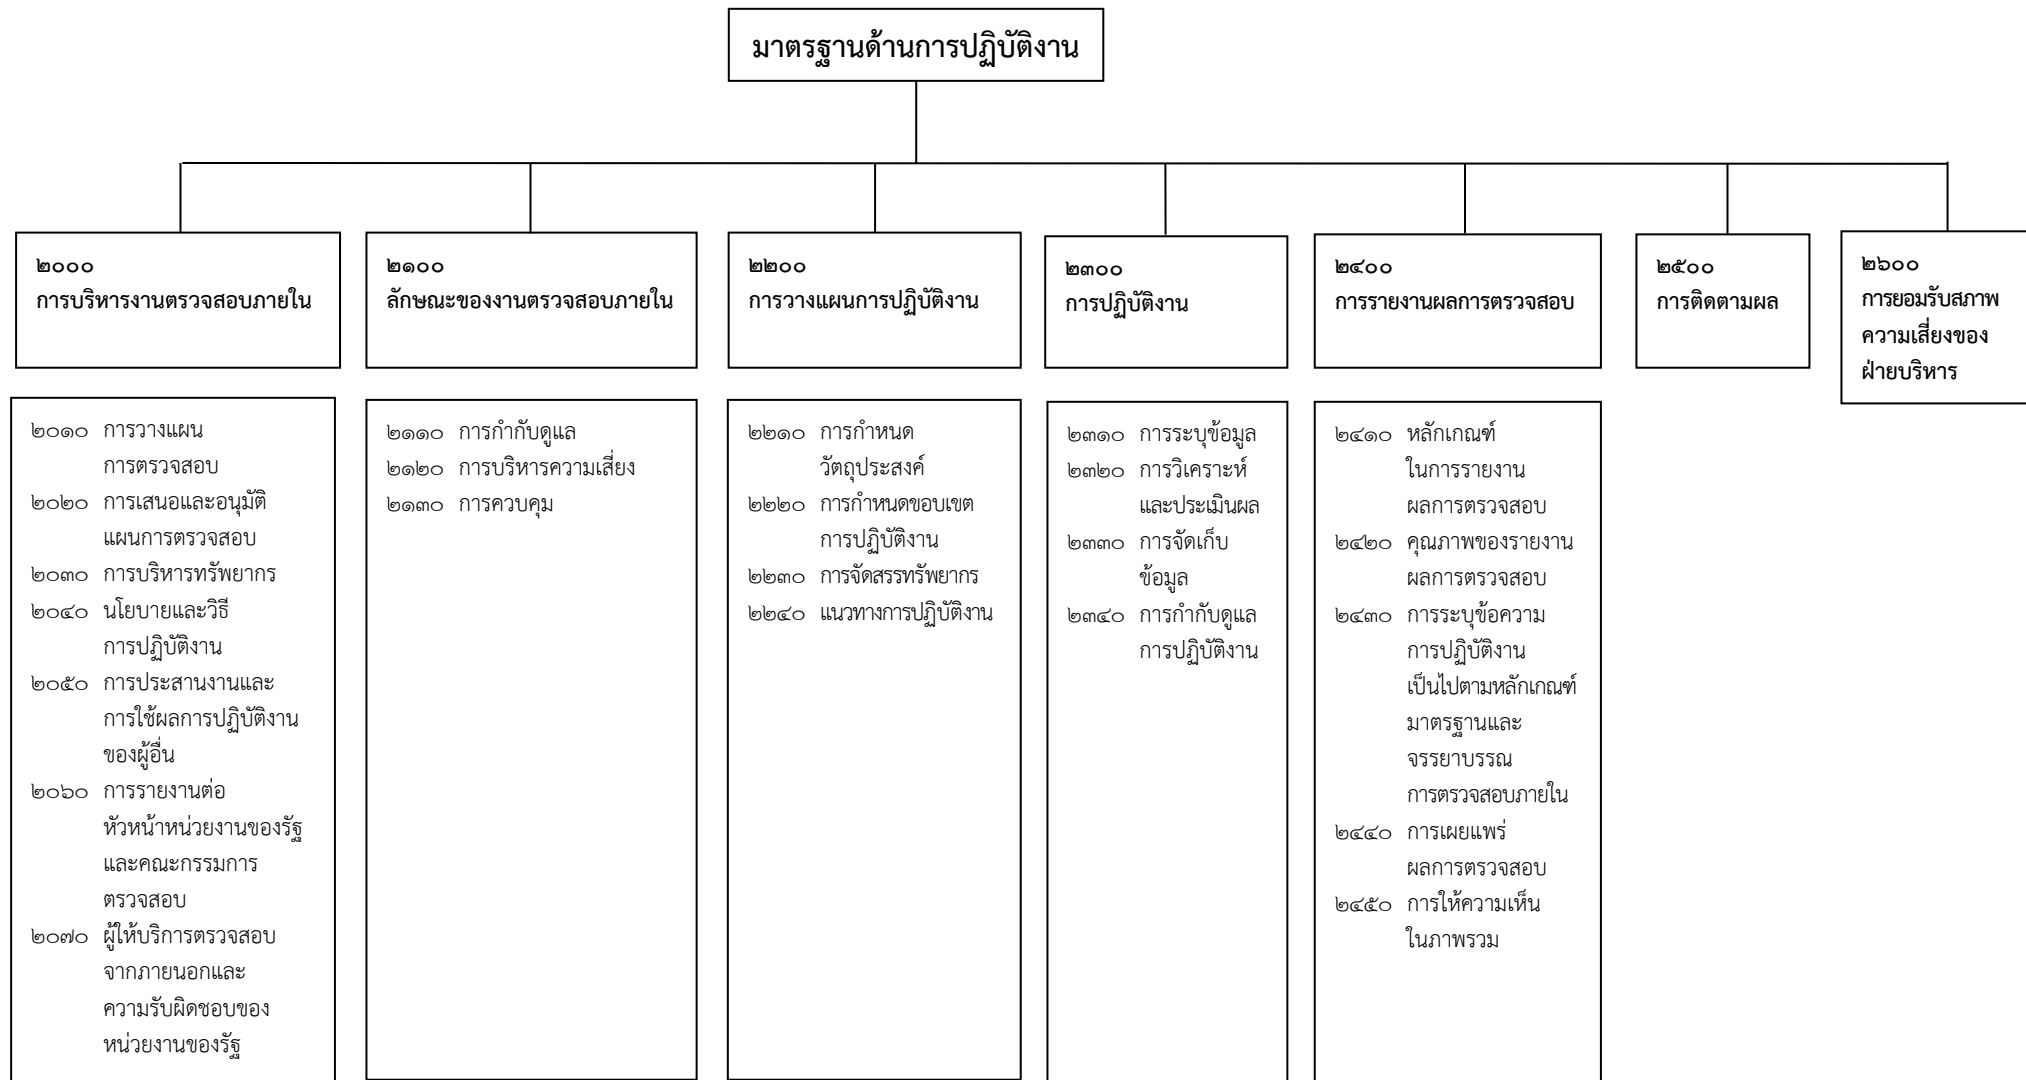 มาตรฐานด้านการปฏิบัติงาน
๒๐๐๐
การบริหารงานตรวจสอบภายใน
๒๐๑๐ การวางแผน
การตรวจสอบ
๒๐๒๐ การเสนอและอนุมัติ
แผนการตรวจสอบ
๒๐๓๐ การบริหารทรัพยากร
๒๐๔๐ นโยบายและวิธี
การปฏิบัติงาน
๒๐๕๐ การประสานงานและ
การใช้ผลการปฏิบัติงาน
ของผู้อื่น
๒๐๖๐ การรายงานต่อ
หัวหน้าหน่วยงานของรัฐ
และคณะกรรมการ
ตรวจสอบ
๒๐๗๐ ผู้ให้บริการตรวจสอบ
จากภายนอกและ
ความรับผิดชอบของ
หน่วยงานของรัฐ
๒๑๐๐
ลักษณะของงานตรวจสอบภายใน
๒๑๑๐ การกำกับดูแล
๒๑๒๐ การบริหารความเสี่ยง
๒๑๓๐ การควบคุม
๒๒๐๐
การวางแผนการปฏิบัติงาน
๒๒๑๐ การกำหนด
วัตถุประสงค์
๒๒๒๐ การกำหนดขอบเขต
การปฏิบัติงาน
๒๒๓๐ การจัดสรรทรัพยากร
๒๒๔๐ แนวทางการปฏิบัติงาน
๒๓๐๐
การปฏิบัติงาน
๒๓๑๐ การระบุข้อมูล
๒๓๒๐ การวิเคราะห์
และประเมินผล
๒๓๓๐ การจัดเก็บ
ข้อมูล
๒๓๔๐ การกำกับดูแล
การปฏิบัติงาน
๒๔๐๐
การรายงานผลการตรวจสอบ
๒๔๑๐ หลักเกณฑ์
ในการรายงาน
ผลการตรวจสอบ
๒๔๒๐ คุณภาพของรายงาน
ผลการตรวจสอบ
๒๔๓๐ การระบุข้อความ
การปฏิบัติงาน
เป็นไปตามหลักเกณฑ์
มาตรฐานและ
จรรยาบรรณ
การตรวจสอบภายใน
๒๔๔๐ การเผยแพร่
ผลการตรวจสอบ
๒๔๕๐ การให้ความเห็น
ในภาพรวม
๒๕๐๐
การติดตามผล
๒๖๐๐
การยอมรับสภาพ
ความเสี่ยงของ
ฝ่ายบริหาร